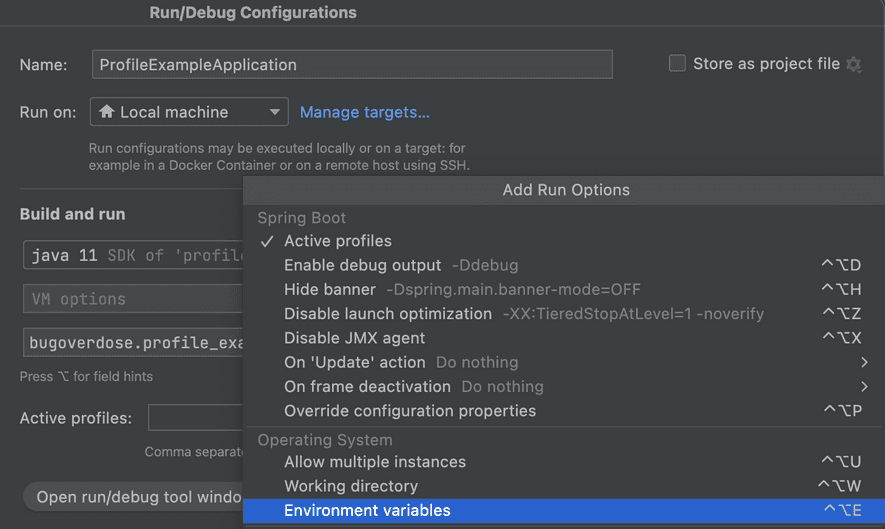 Run/Debug Configurations
Name: ProfileExampleApplication Store as project file
Run on: Local machine Manage targets...
Run configurations may be executed locally or on a target: for
example in a Docker Container or on a remote host using SSH.
Build and run
java 11 SDK of 'profile
VM options
bugoverdose.profile_exa
Press ⌥ for field hints
Active profiles:
Comma separate
Open run/debug tool windo
Add Run Options
Spring Boot
✓ Active profiles
Enable debug output -Ddebug ^⌥D
Hide banner -Dspring.main.banner-mode=OFF ^⌥H
Disable launch optimization -XX:TieredStopAtLevel=1 -noverify ^⌥Z
Disable JMX agent ^⌥X
On 'Update' action Do nothing >
On frame deactivation Do nothing >
Override configuration properties ^⌥P
Operating System
Allow multiple instances ^⌥U
Working directory ^⌥W
Environment variables ^⌥E